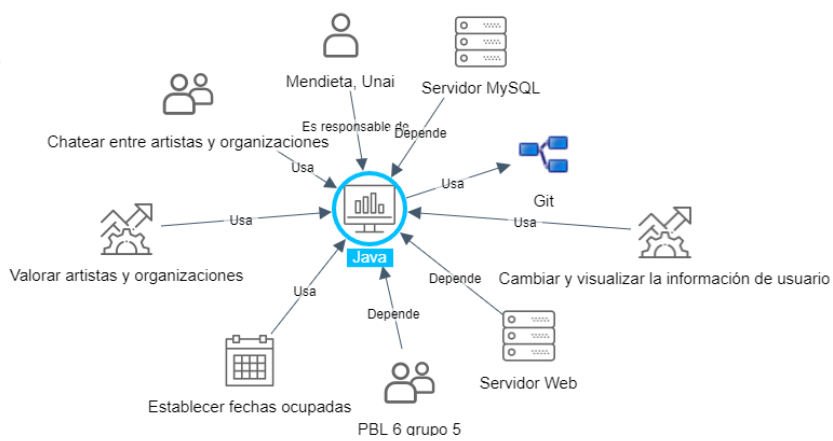 Mendieta, Unai
Servidor MySQL
Chatear entre artistas y organizaciones
Es responsable de
Depende
Usa
Usa
Git
Usa
Usa
Valorar artistas y organizaciones
Java
Cambiar y visualizar la información de usuario
Depende
Usa
Depende
Servidor Web
Establecer fechas ocupadas
PBL 6 grupo 5